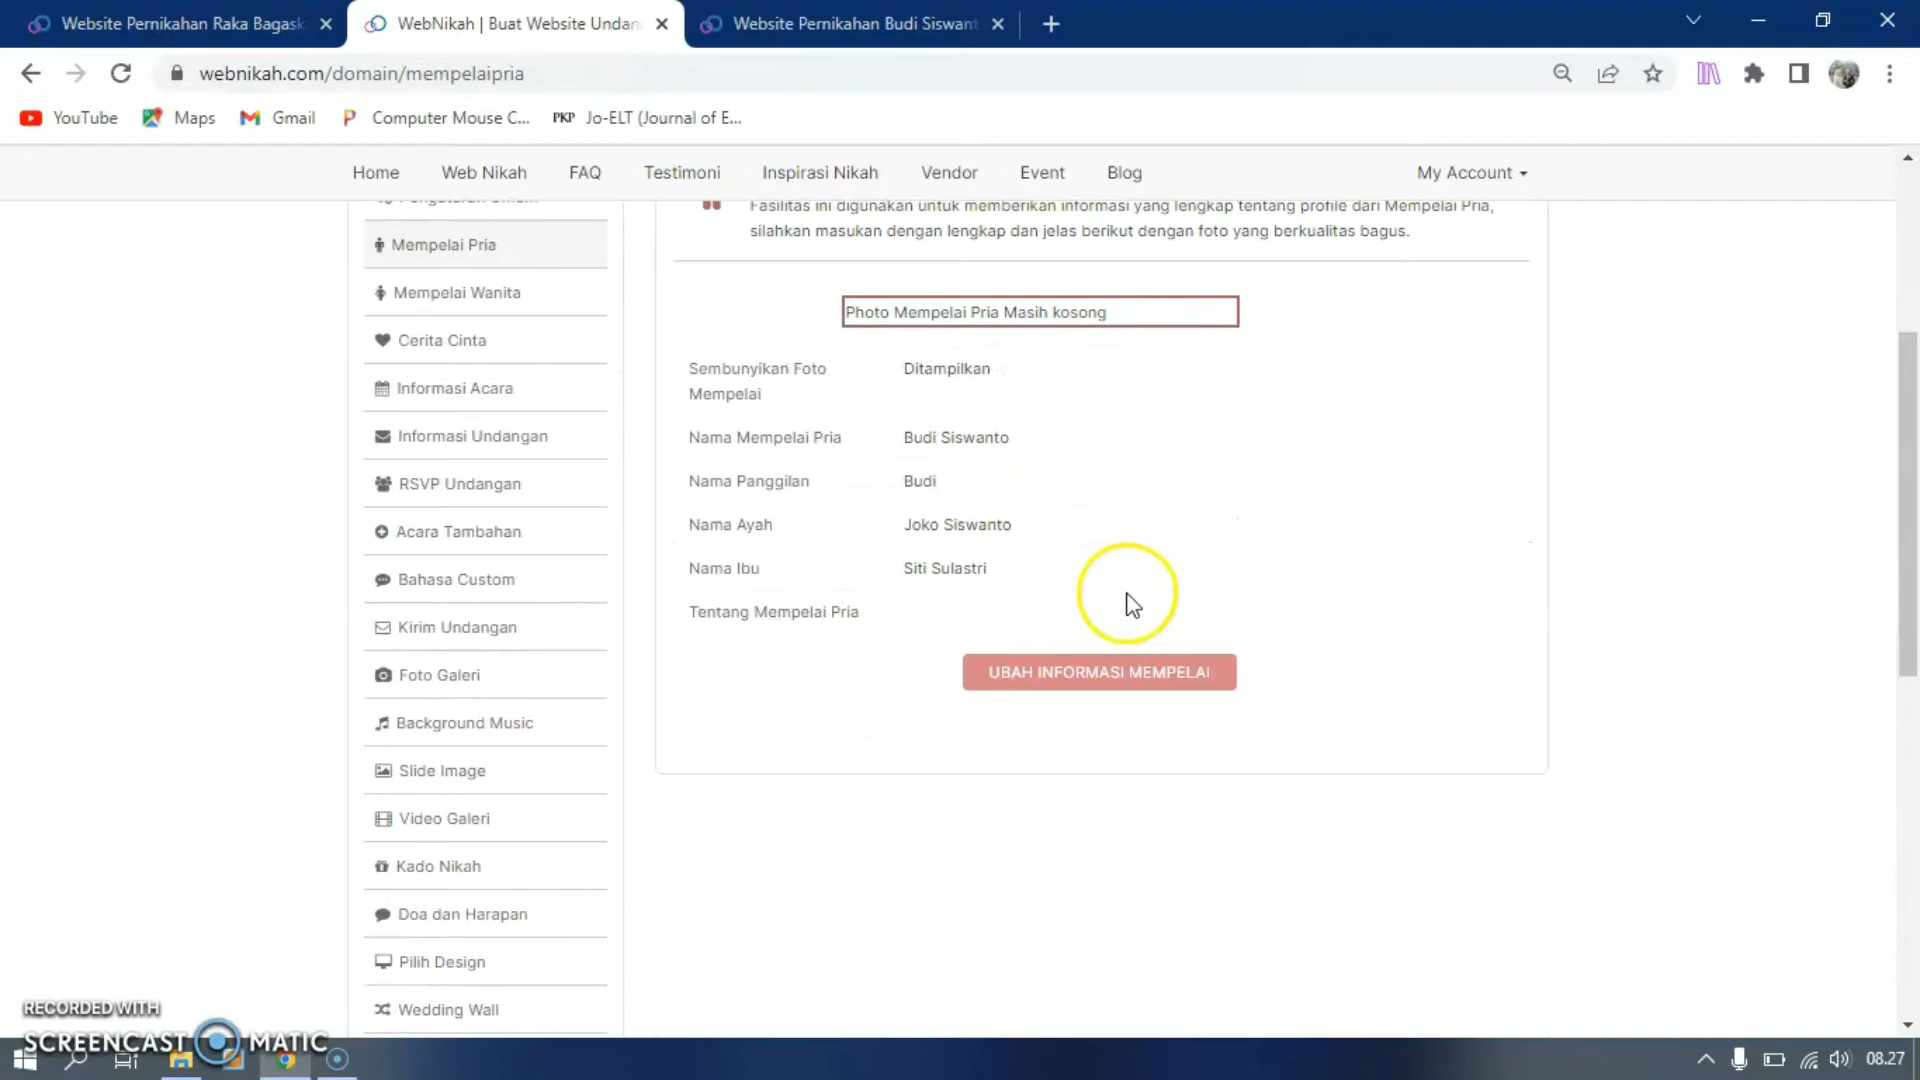 Website Pernikahan Raka Bagask
WebNikah | Buat Website Undan
Website Pernikahan Budi Siswant
webnikah.com/domain/mempelaipria
YouTube
Maps
Gmail
Computer Mouse C...
PKP Jo-ELT (Journal of E...
Home
Web Nikah
FAQ
Testimoni
Inspirasi Nikah
Vendor
Event
Blog
My Account
Mempelai Pria
Mempelai Wanita
Cerita Cinta
Informasi Acara
Informasi Undangan
RSVP Undangan
Acara Tambahan
Bahasa Custom
Kirim Undangan
Foto Galeri
Background Music
Slide Image
Video Galeri
Kado Nikah
Doa dan Harapan
Pilih Design
Wedding Wall
Fasilitas ini digunakan untuk memberikan informasi yang lengkap tentang profile dari Mempelai Pria,
silahkan masukan dengan lengkap dan jelas berikut dengan foto yang berkualitas bagus.
Photo Mempelai Pria Masih kosong
Sembunyikan Foto Ditampilkan
Mempelai
Nama Mempelai Pria Budi Siswanto
Nama Panggilan Budi
Nama Ayah Joko Siswanto
Nama Ibu Siti Sulastri
Tentang Mempelai Pria
UBAH INFORMASI MEMPELAI
RECORDED WITH
SCREENCAST MATIC
08.27